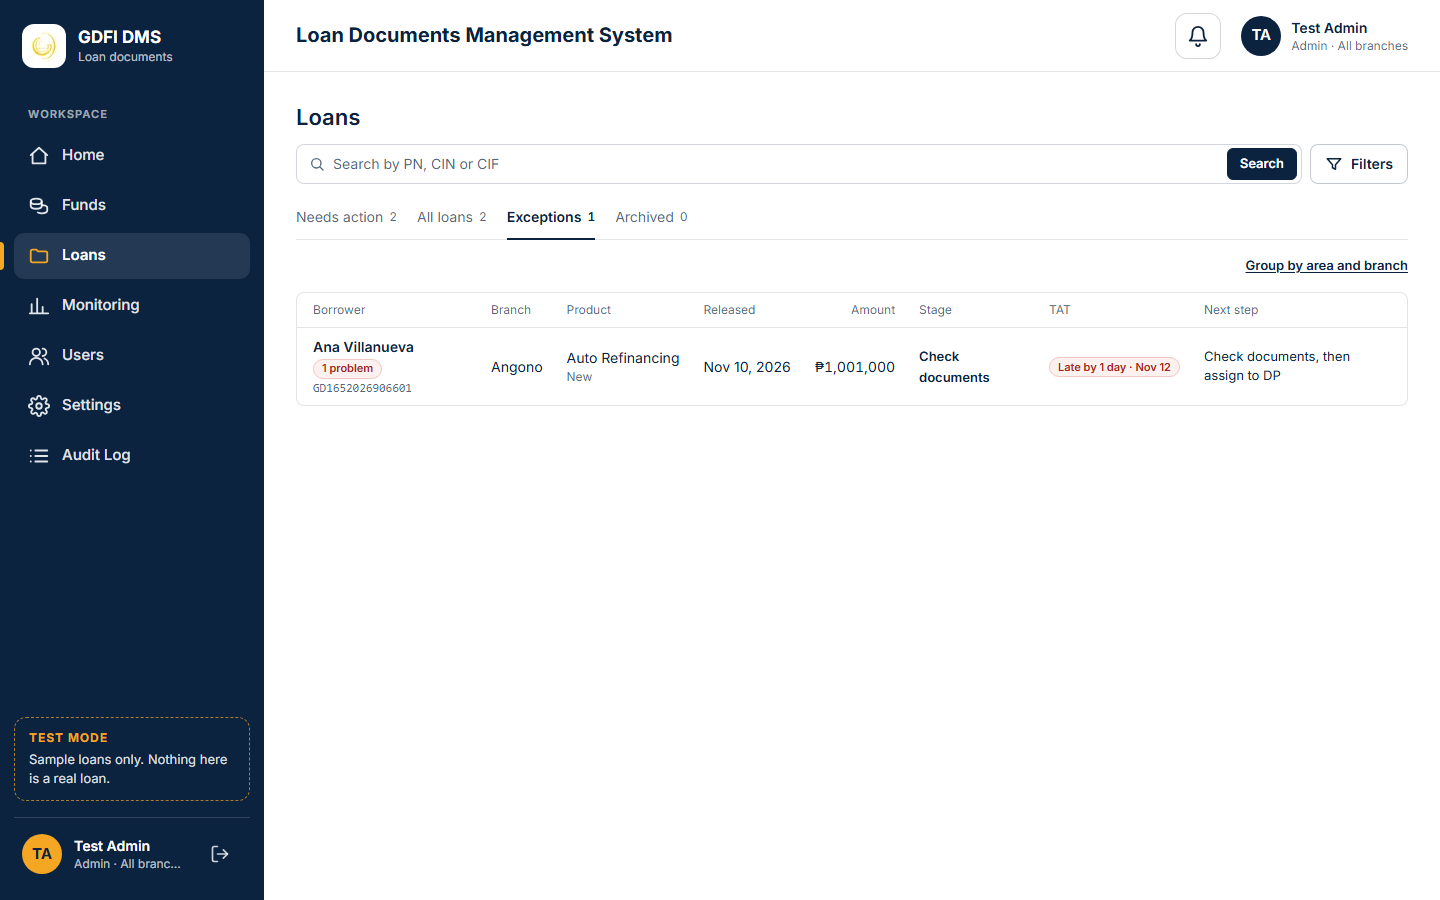 GDFI DMS
Loan documents
WORKSPACE
Home
Funds
Loans
Monitoring
Users
Settings
Audit Log
TEST MODE
Sample loans only. Nothing here
is a real loan.
TA
Test Admin
Admin · All branc...
Loan Documents Management System
TA
Test Admin
Admin · All branches
Loans
Search by PN, CIN or CIF
Search
Filters
Needs action 2
All loans 2
Exceptions 1
Archived 0
Group by area and branch
Borrower Branch Product Released Amount Stage TAT Next step
Ana Villanueva
1 problem
GD1652026906601
Angono
Auto Refinancing
New
Nov 10, 2026
₱1,001,000
Check
documents
Late by 1 day · Nov 12
Check documents, then
assign to DP